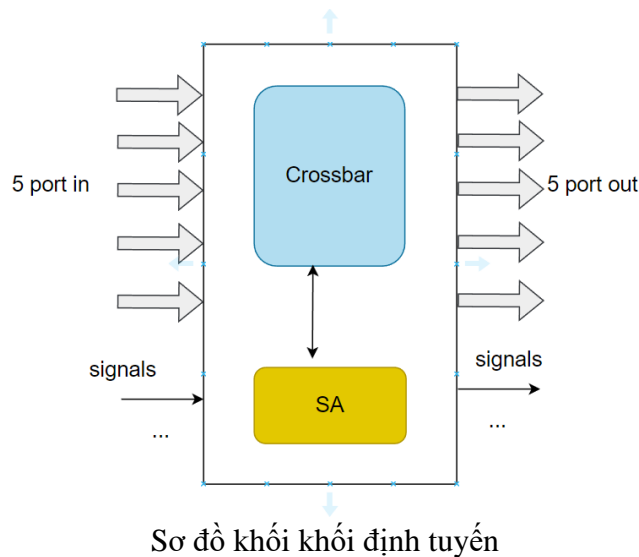 Crossbar
5 port in
5 port out
signals
signals
SA
...
...
Sơ đồ khối khối định tuyến